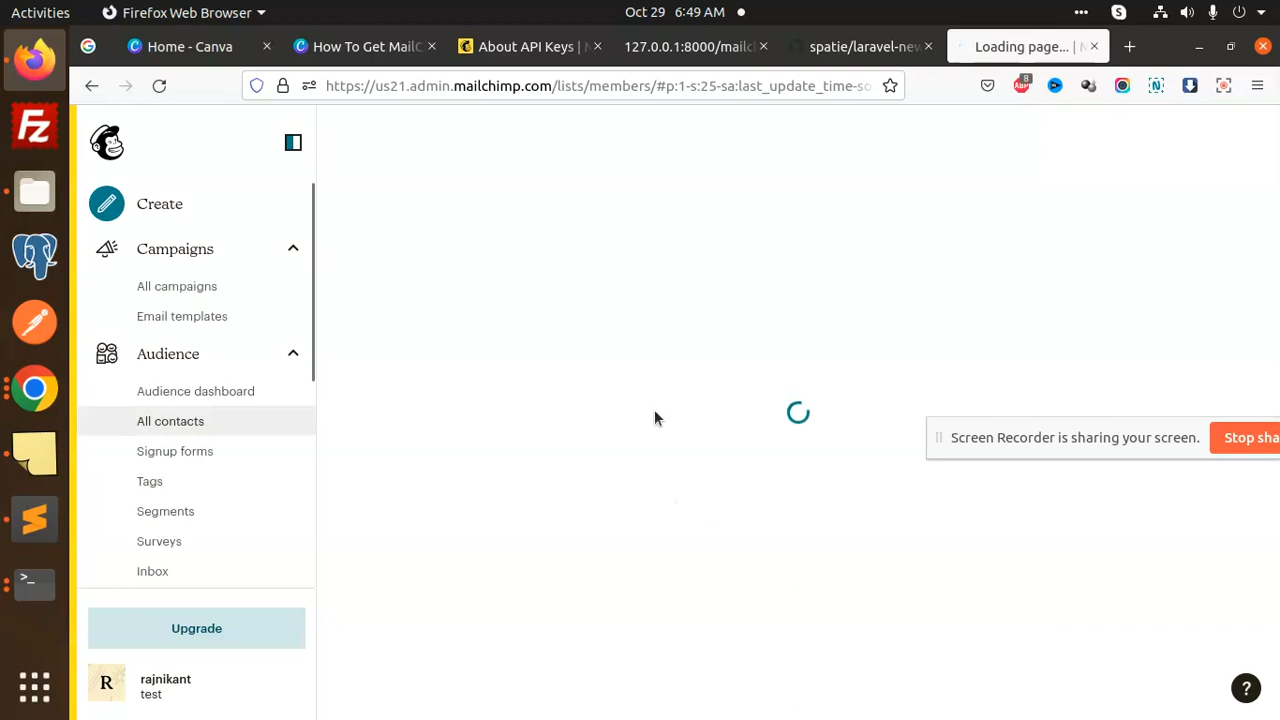 Activities
Firefox Web Browser
Oct 29 6:49 AM
Home - Canva
How To Get MailC
About API Keys |
127.0.0.1:8000/mailcl
spatie/laravel-new
Loading page... |
https://us21.admin.mailchimp.com/lists/members/#p:1-s:25-sa:last_update_time-so
ABP
8
Create
Campaigns
All campaigns
Email templates
Audience
Audience dashboard
All contacts
Screen Recorder is sharing your screen.
Stop sha
Signup forms
Tags
Segments
Surveys
Inbox
Upgrade
R
rajnikant
test
?